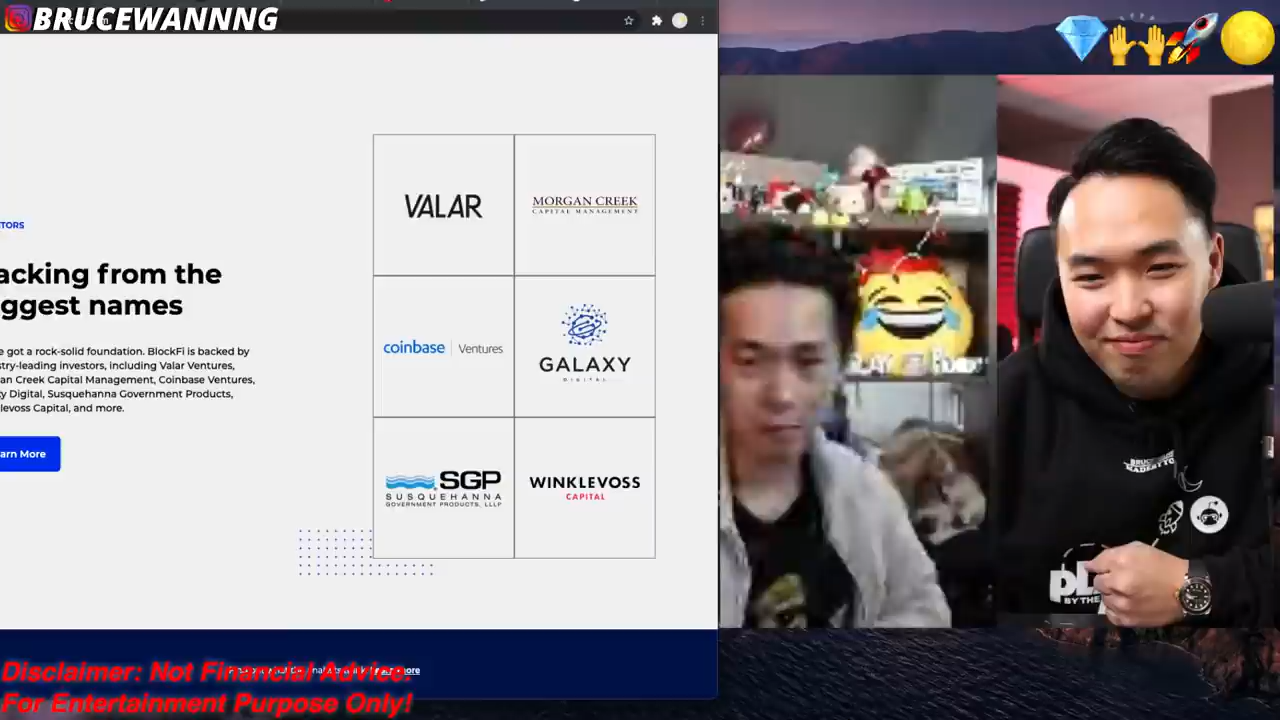 BRUCEWANNNG
TORS
acking from the
ggest names
e got a rock-solid foundation. BlockFi is backed by
stry-leading investors, including Valar Ventures,
an Creek Capital Management, Coinbase Ventures,
y Digital, Susquehanna Government Products,
levoss Capital, and more.
arn More
VALAR
MORGAN CREEK
CAPITAL MANAGEMENT
coinbase | Ventures
GALAXY
DIGITAL
SGP
SUSQUEHANNA
GOVERNMENT PRODUCTS, LLLP
WINKLEVOSS
CAPITAL
Disclaimer: Not Financial Advice.
For Entertainment Purpose Only!